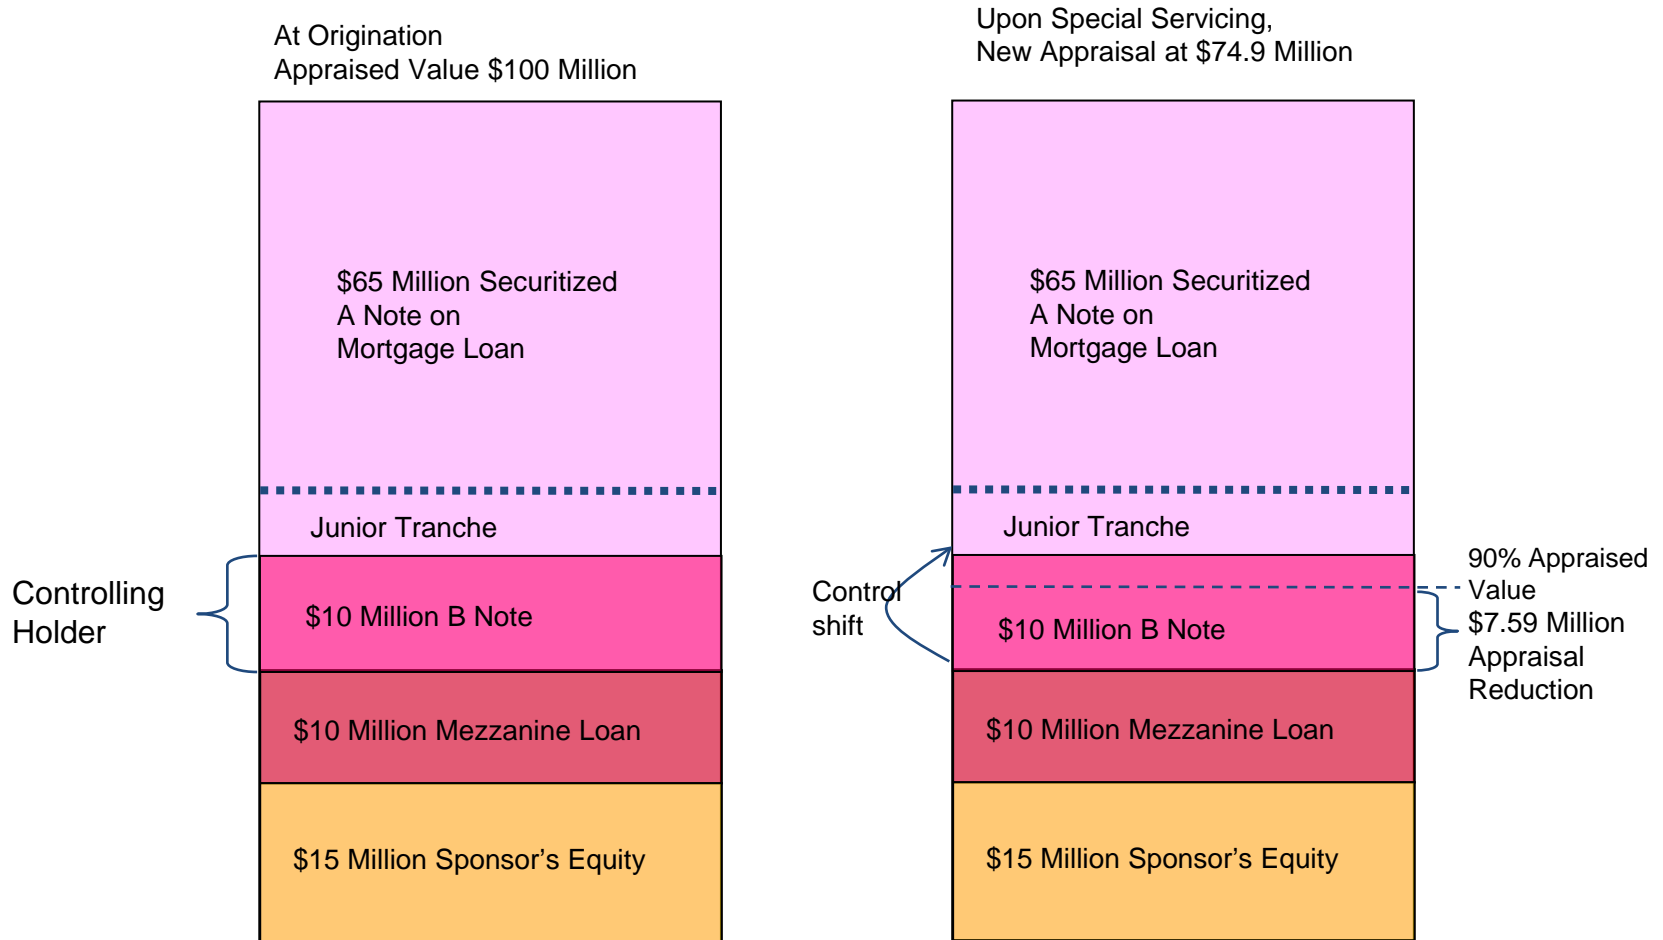 At Origination
Appraised Value $100 Million
$65 Million Securitized
A Note on
Mortgage Loan
Junior Tranche
Controlling
Holder
$10 Million B Note
$10 Million Mezzanine Loan
$15 Million Sponsor’s Equity
Upon Special Servicing,
New Appraisal at $74.9 Million
$65 Million Securitized
A Note on
Mortgage Loan
Junior Tranche
Control
shift
$10 Million B Note
90% Appraised
Value
$7.59 Million
Appraisal
Reduction
$10 Million Mezzanine Loan
$15 Million Sponsor’s Equity